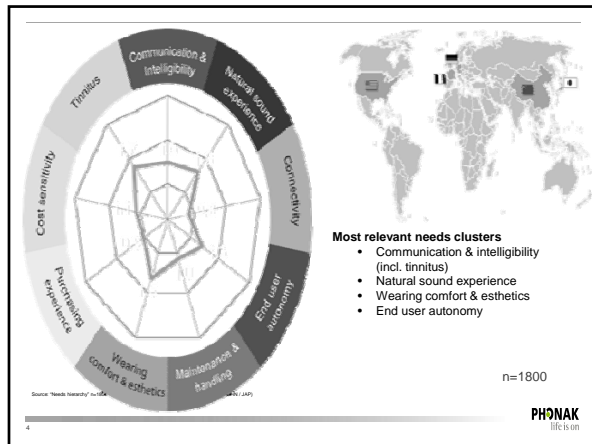 Communication &
Intelligibility
Natural sound
experience
Connectivity
End user
autonomy
Maintenance &
handling
Wearing
comfort & esthetics
Purchasing
experience
Cost sensitivity
Tinnitus
Most relevant needs clusters
• Communication & intelligibility
(incl. tinnitus)
• Natural sound experience
• Wearing comfort & esthetics
• End user autonomy
n=1800
Source: "Needs hierarchy" / JAP)
4
PHONAK
life is on